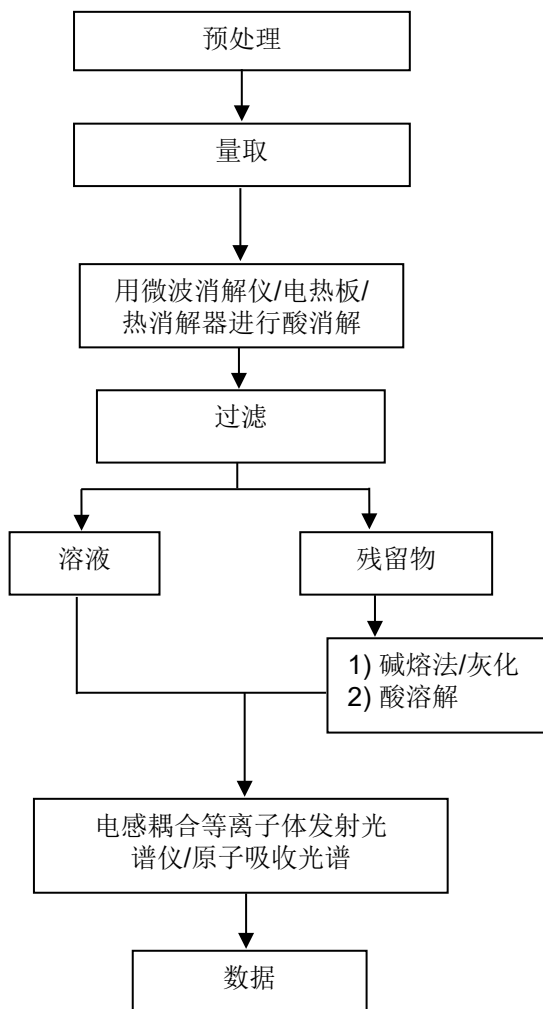 预处理
量取
用微波消解仪/电热板/
热消解器进行酸消解
过滤
溶液
残留物
1) 碱熔法/灰化
2) 酸溶解
电感耦合等离子体发射光
谱仪/原子吸收光谱
数据